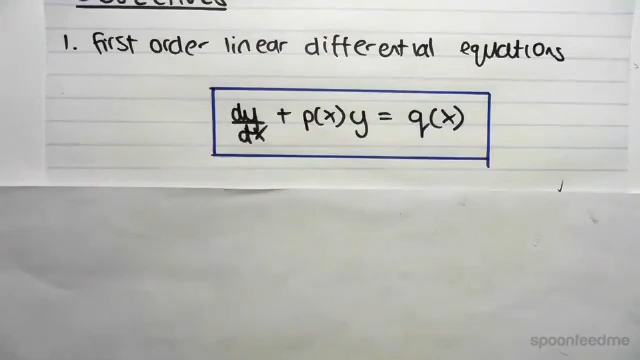 1. First order linear differential equations
dy/dx + p(x)y = q(x)
spoonfeedme